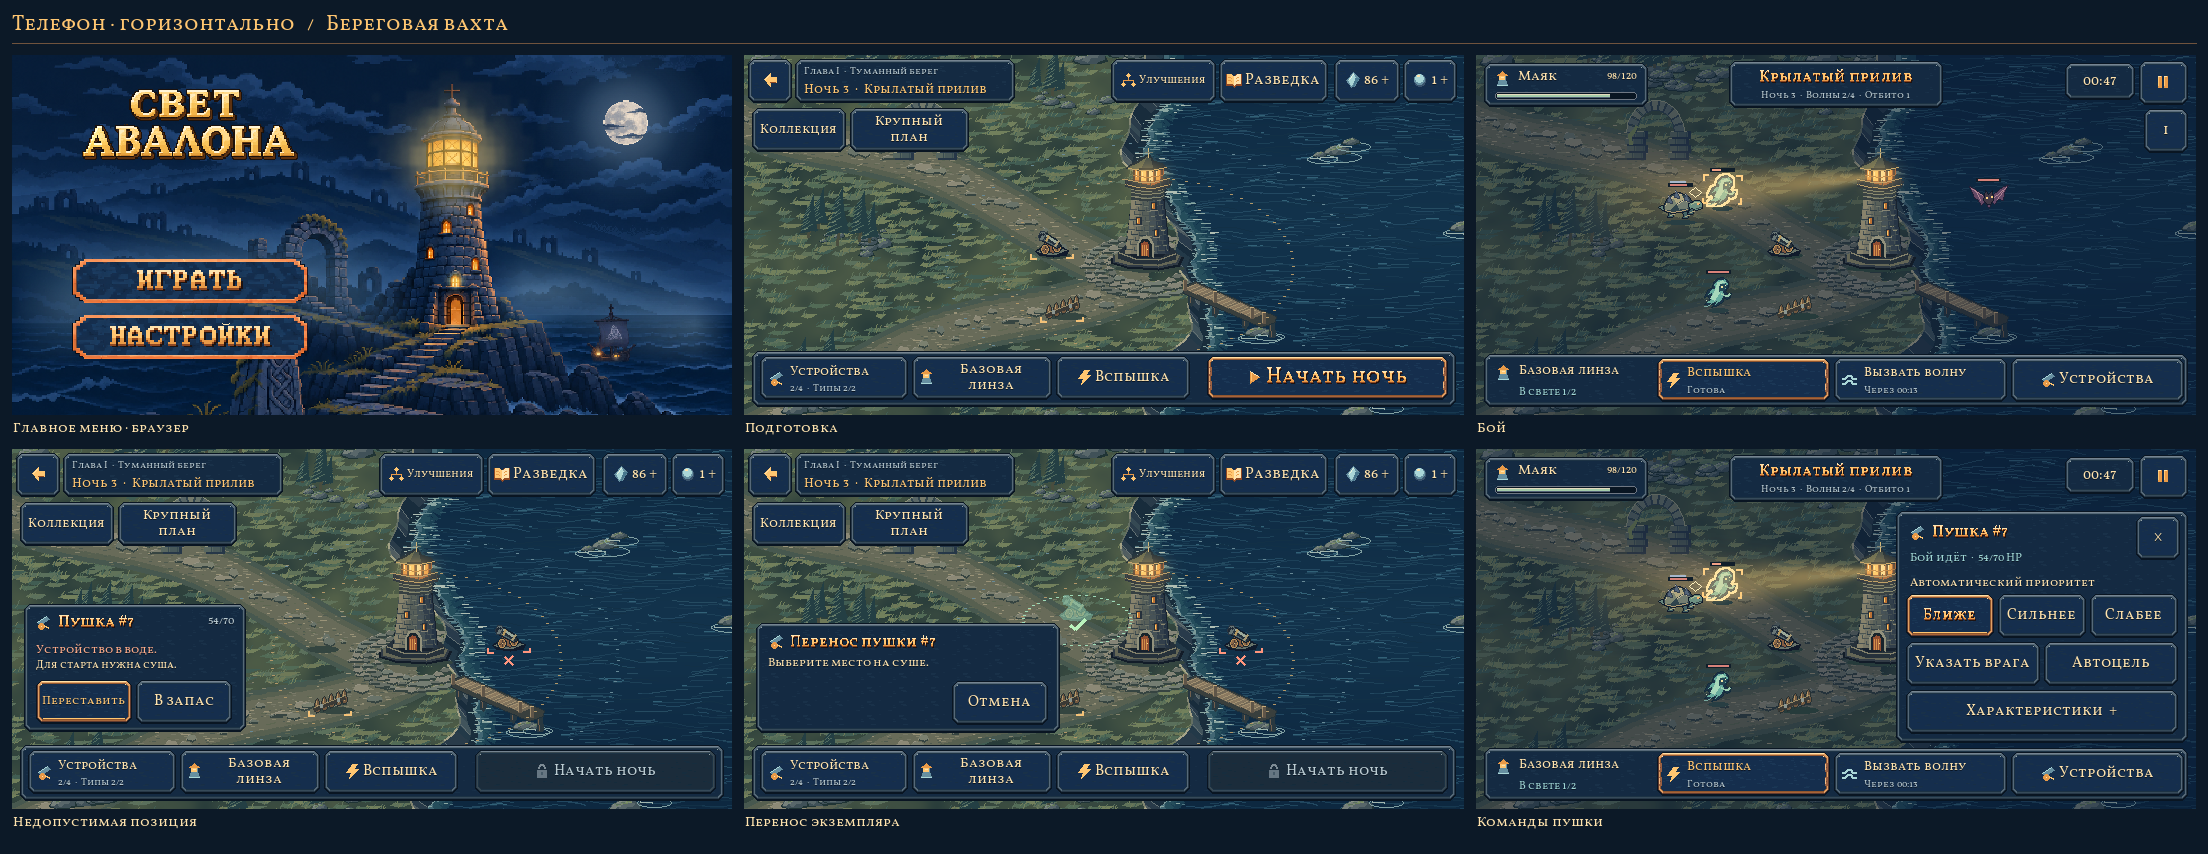 Телефон · горизонтально / Береговая вахта
СВЕТ
АВАЛОНА
ИГРАТЬ
НАСТРОЙКИ
Главное меню · браузер
Глава I · Туманный берег
Ночь 3 · Крылатый прилив
Улучшения
Разведка
86 +
1 +
Коллекция
Крупный
план
Устройства
2/4 · Типы 2/2
Базовая
линза
Вспышка
Начать ночь
Подготовка
Маяк
98/120
Крылатый прилив
Ночь 3 · Волны 2/4 · Отбито 1
00:47
I
Базовая линза
В свете 1/2
Вспышка
Готова
Вызвать волну
Через 00:13
Устройства
Бой
Глава I · Туманный берег
Ночь 3 · Крылатый прилив
Улучшения
Разведка
86 +
1 +
Коллекция
Крупный
план
Пушка #7
54/70
Устройство в воде.
Для старта нужна суша.
Переставить
В запас
Устройства
2/4 · Типы 2/2
Базовая
линза
Вспышка
Начать ночь
Недопустимая позиция
Глава I · Туманный берег
Ночь 3 · Крылатый прилив
Улучшения
Разведка
86 +
1 +
Коллекция
Крупный
план
Перенос пушки #7
Выберите место на суше.
Отмена
Устройства
2/4 · Типы 2/2
Базовая
линза
Вспышка
Начать ночь
Перенос экземпляра
Маяк
98/120
Крылатый прилив
Ночь 3 · Волны 2/4 · Отбито 1
00:47
Пушка #7
×
Бой идёт · 54/70 HP
Автоматический приоритет
Ближе
Сильнее
Слабее
Указать врага
Автоцель
Характеристики +
Базовая линза
В свете 1/2
Вспышка
Готова
Вызвать волну
Через 00:13
Устройства
Команды пушки